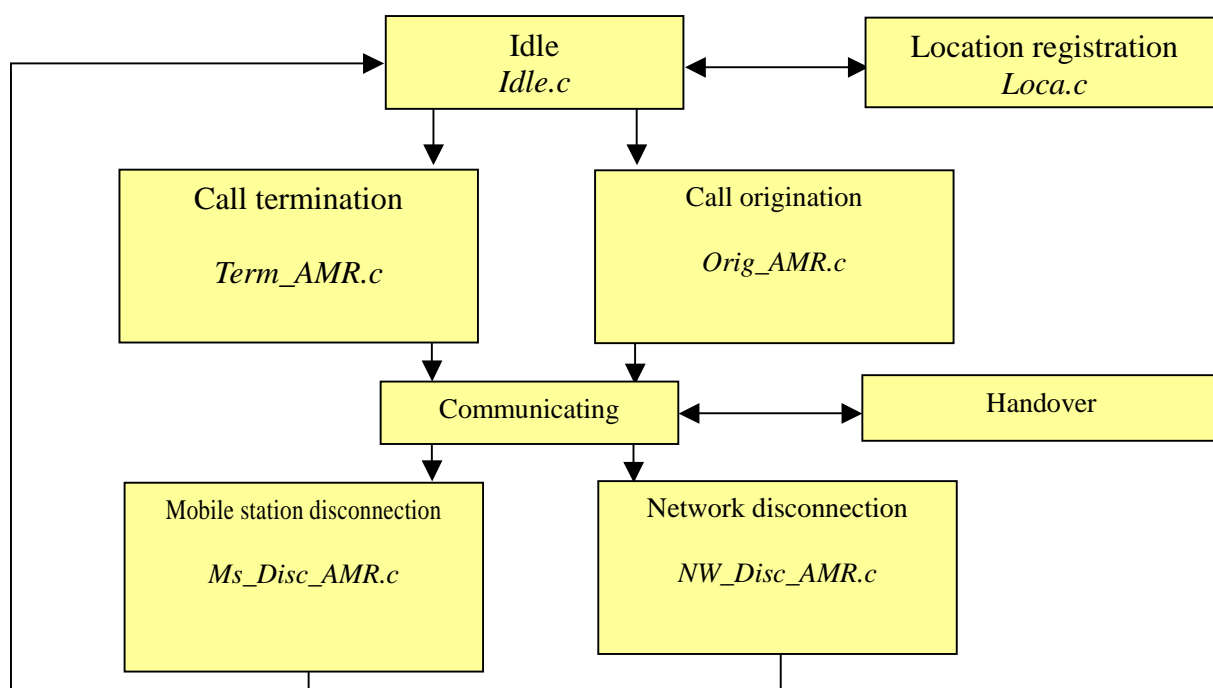 Idle
Idle.c
Location registration
Loca.c
Call termination
Term_AMR.c
Call origination
Orig_AMR.c
Communicating
Handover
Mobile station disconnection
Ms_Disc_AMR.c
Network disconnection
NW_Disc_AMR.c